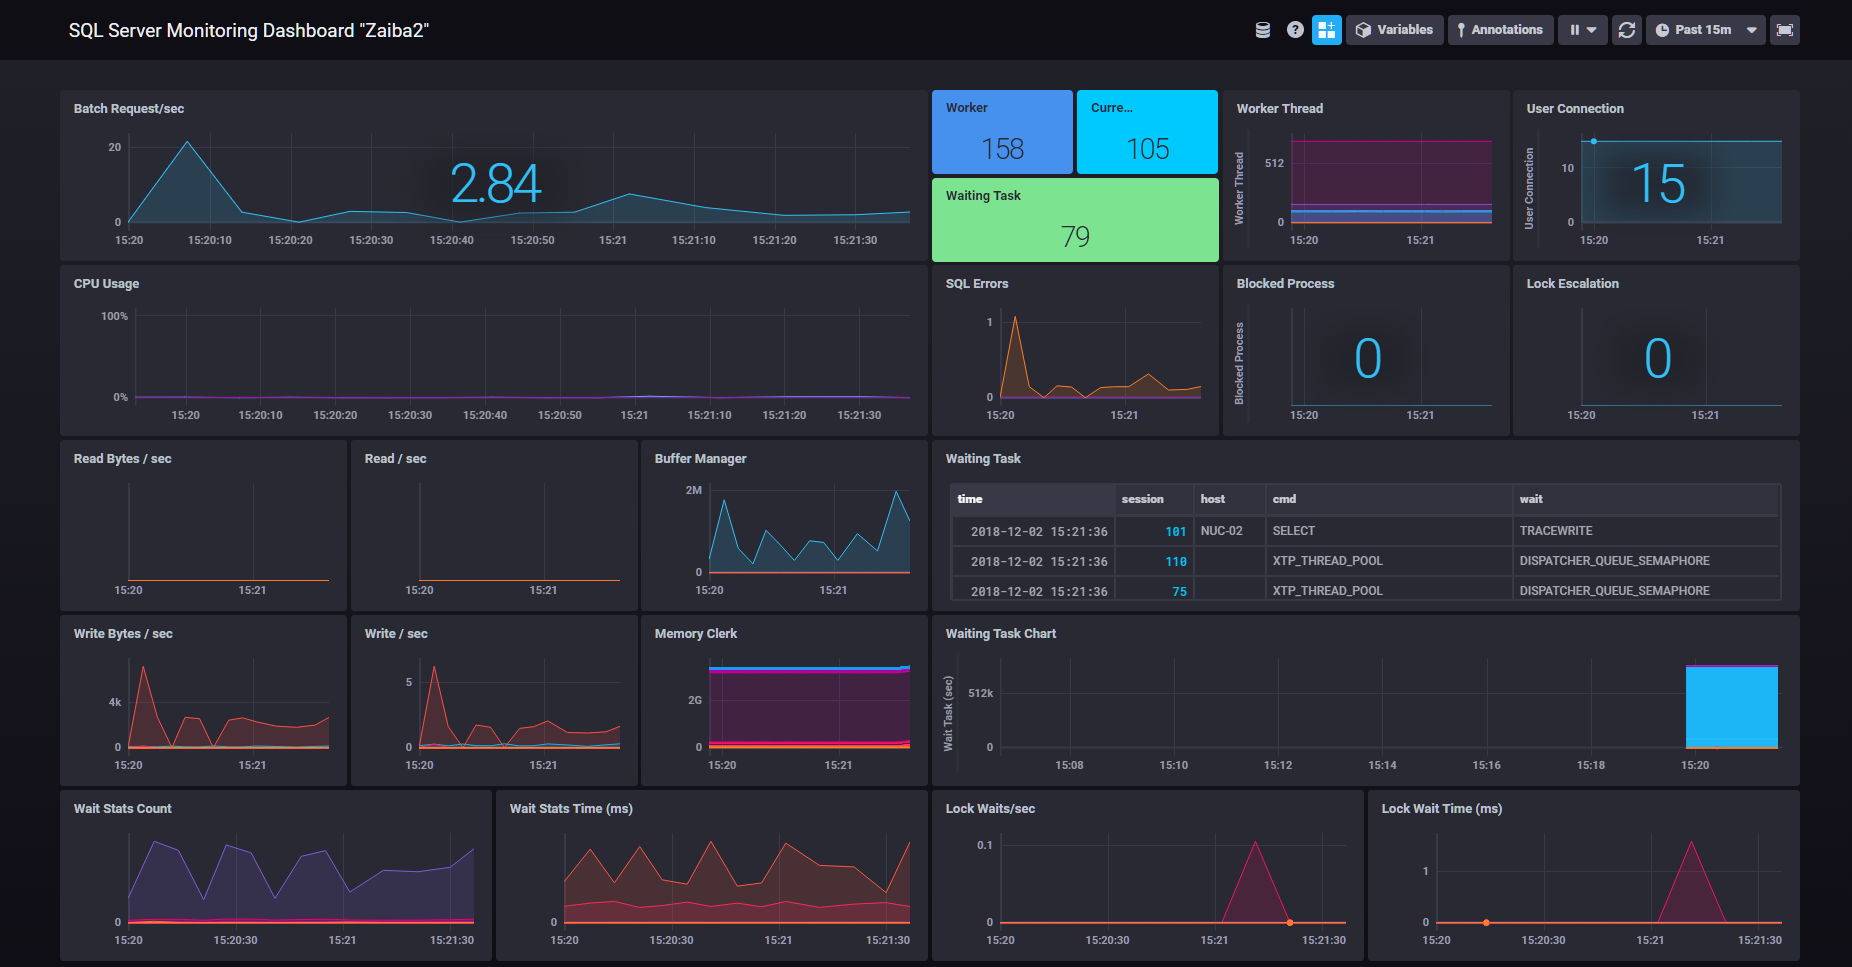 SQL Server Monitoring Dashboard "Zaiba2"
Variables
Annotations
Past 15m
Batch Request/sec
20
0
2.84
15:20 15:20:10 15:20:20 15:20:30 15:20:40 15:20:50 15:21 15:21:10 15:21:20 15:21:30
Worker
158
Curre...
105
Waiting Task
79
Worker Thread
Worker Thread
512
0
15:20 15:21
User Connection
User Connection
10
0
15
15:20 15:21
CPU Usage
100%
0%
15:20 15:20:10 15:20:20 15:20:30 15:20:40 15:20:50 15:21 15:21:10 15:21:20 15:21:30
SQL Errors
1
0
15:20 15:21
Blocked Process
Blocked Process
0
15:20 15:21
Lock Escalation
0
15:20 15:21
Read Bytes / sec
15:20 15:21
Read / sec
15:20 15:21
Buffer Manager
2M
0
15:20 15:21
Waiting Task
time session host cmd wait
2018-12-02 15:21:36 101 NUC-02 SELECT TRACEWRITE
2018-12-02 15:21:36 110 XTP_THREAD_POOL DISPATCHER_QUEUE_SEMAPHORE
2018-12-02 15:21:36 75 XTP_THREAD_POOL DISPATCHER_QUEUE_SEMAPHORE
Write Bytes / sec
4k
0
15:20 15:21
Write / sec
5
0
15:20 15:21
Memory Clerk
2G
0
15:20 15:21
Waiting Task Chart
Wait Task (sec)
512k
0
15:08 15:10 15:12 15:14 15:16 15:18 15:20
Wait Stats Count
0
15:20 15:20:30 15:21 15:21:30
Wait Stats Time (ms)
0
15:20 15:20:30 15:21 15:21:30
Lock Waits/sec
0.1
0
15:20 15:20:30 15:21 15:21:30
Lock Wait Time (ms)
1
0
15:20 15:20:30 15:21 15:21:30